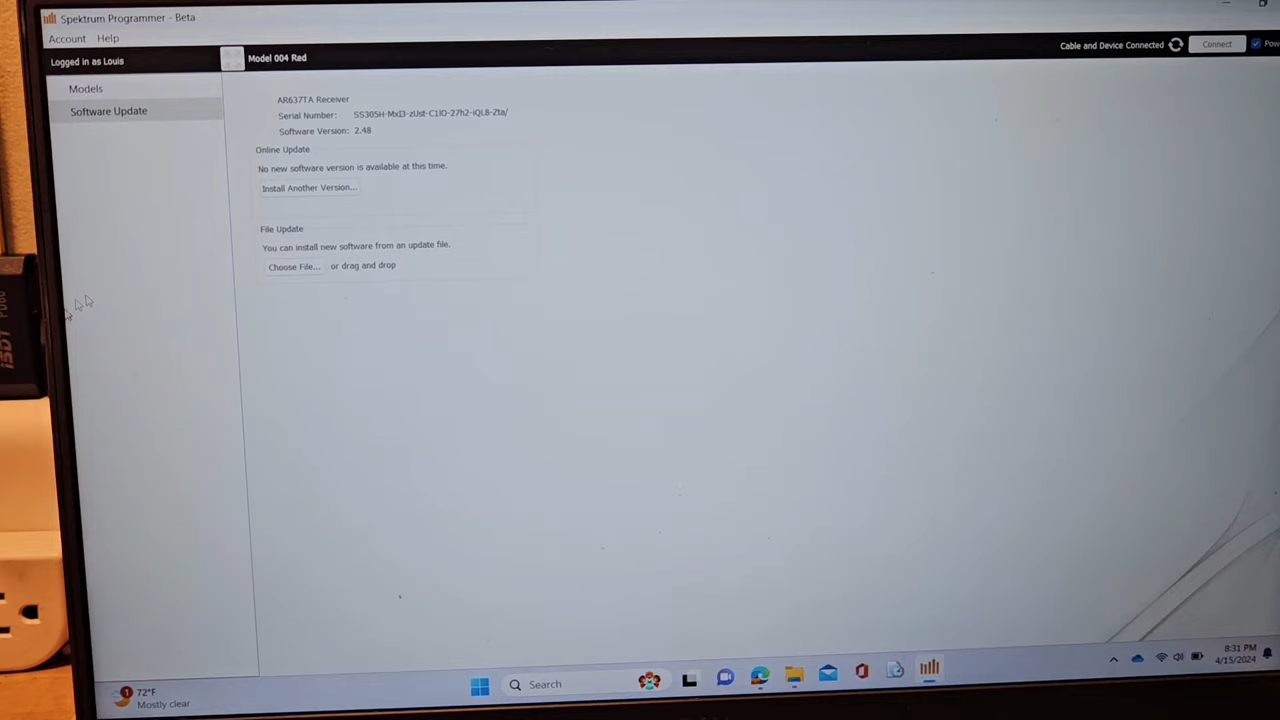 Spektrum Programmer - Beta
Account Help
Logged in as Louis
Model 004 Red
Cable and Device Connected
Connect
Models
Software Update
AR637TA Receiver
Serial Number:
Software Version: 2.48
Online Update
No new software version is available at this time.
Install Another Version...
File Update
You can install new software from an update file.
Choose File... or drag and drop
iSDT
1
72°F
Mostly clear
Search
8:31 PM
4/15/2024